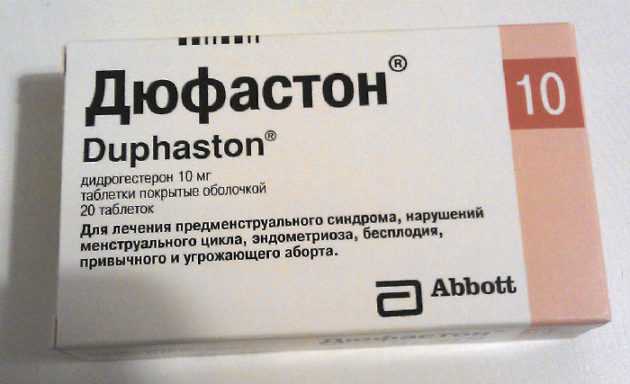 Дюфастон®
10
Duphaston®
дидрогестерон 10 мг
таблетки покрытые оболочкой
20 таблеток
Для лечения предменструального синдрома, нарушений
менструального цикла, эндометриоза, бесплодия,
привычного и угрожающего аборта.
Abbott
Дюфастон